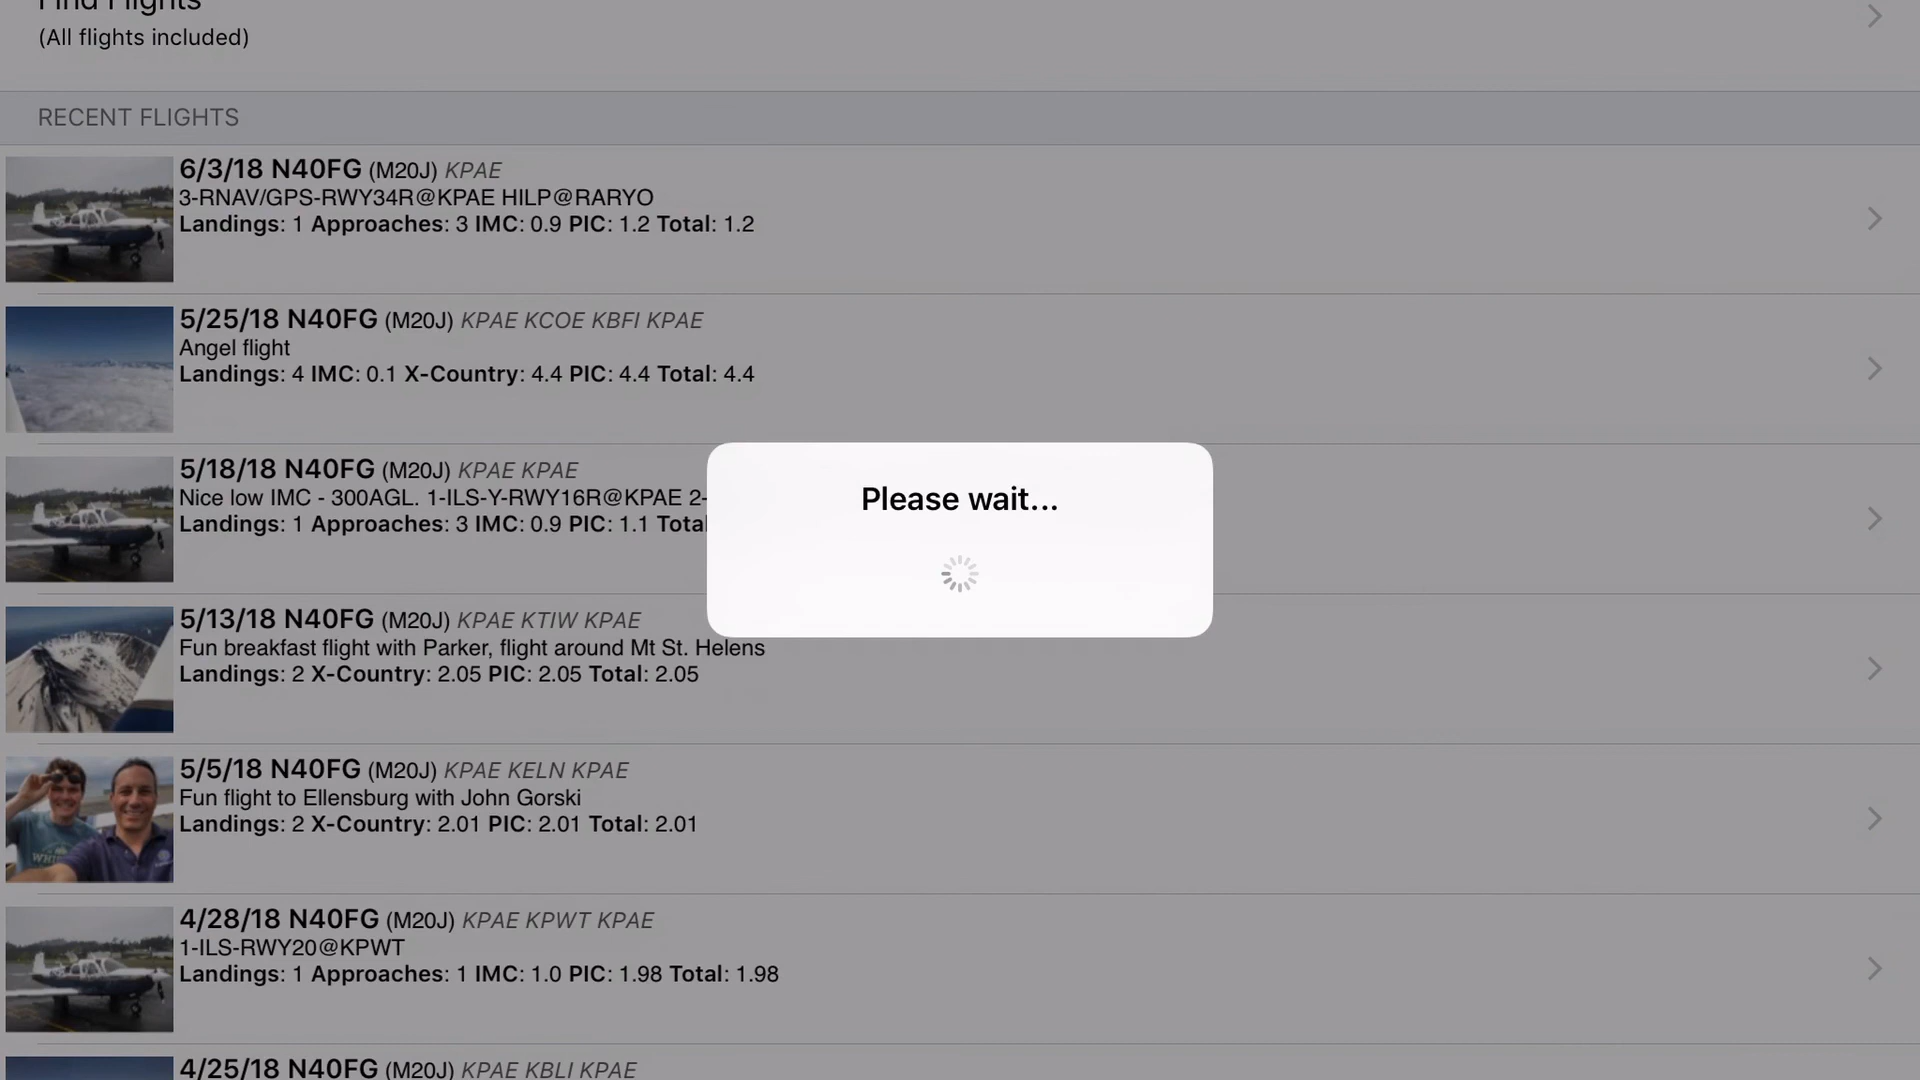 Find Flights
(All flights included)
RECENT FLIGHTS
6/3/18 N40FG (M20J) KPAE
3-RNAV/GPS-RWY34R@KPAE HILP@RARYO
Landings: 1 Approaches: 3 IMC: 0.9 PIC: 1.2 Total: 1.2
5/25/18 N40FG (M20J) KPAE KCOE KBFI KPAE
Angel flight
Landings: 4 IMC: 0.1 X-Country: 4.4 PIC: 4.4 Total: 4.4
5/18/18 N40FG (M20J) KPAE KPAE
Nice low IMC - 300AGL. 1-ILS-Y-RWY16R@KPAE 2-
Landings: 1 Approaches: 3 IMC: 0.9 PIC: 1.1 Total
Please wait...
5/13/18 N40FG (M20J) KPAE KTIW KPAE
Fun breakfast flight with Parker, flight around Mt St. Helens
Landings: 2 X-Country: 2.05 PIC: 2.05 Total: 2.05
5/5/18 N40FG (M20J) KPAE KELN KPAE
Fun flight to Ellensburg with John Gorski
Landings: 2 X-Country: 2.01 PIC: 2.01 Total: 2.01
4/28/18 N40FG (M20J) KPAE KPWT KPAE
1-ILS-RWY20@KPWT
Landings: 1 Approaches: 1 IMC: 1.0 PIC: 1.98 Total: 1.98
4/25/18 N40FG (M20J) KPAE KBLI KPAE